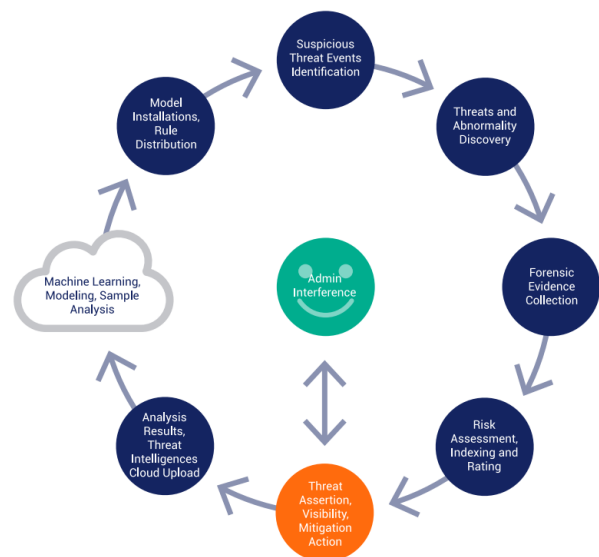 Suspicious
Threat Events
Identification
Model
Installations,
Rule
Distribution
Threats and
Abnormality
Discovery
Machine Learning,
Modeling, Sample
Analysis
Admin
Interference
Forensic
Evidence
Collection
Analysis
Results,
Threat
Intelligences
Cloud Upload
Risk
Assessment,
Indexing and
Rating
Threat
Assertion,
Visibility,
Mitigation
Action